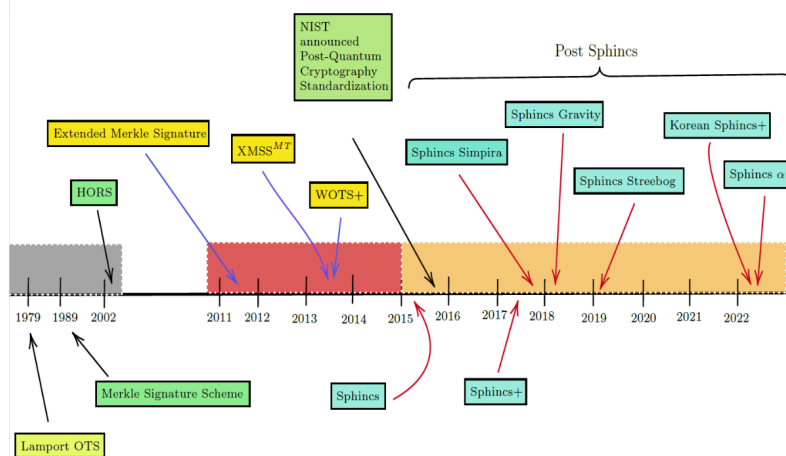 NIST
announced
Post-Quantum
Cryptography
Standardization
Post Sphincs
Sphincs Gravity
Extended Merkle Signature
XMSS^MT
Sphincs Simpira
Korean Sphincs+
HORS
WOTS+
Sphincs Streebog
Sphincs α
1979
1989
2002
2011
2012
2013
2014
2015
2016
2017
2018
2019
2020
2021
2022
Merkle Signature Scheme
Sphincs
Sphincs+
Lamport OTS